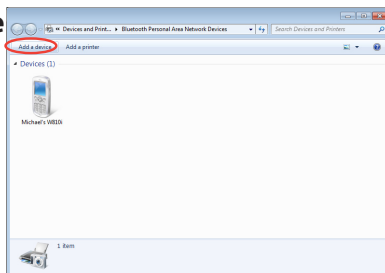 e
« Devices and Print... ▸ Bluetooth Personal Area Network Devices
Search Devices and Printers
Add a device
Add a printer
Devices (1)
Michael's W810i
1 item